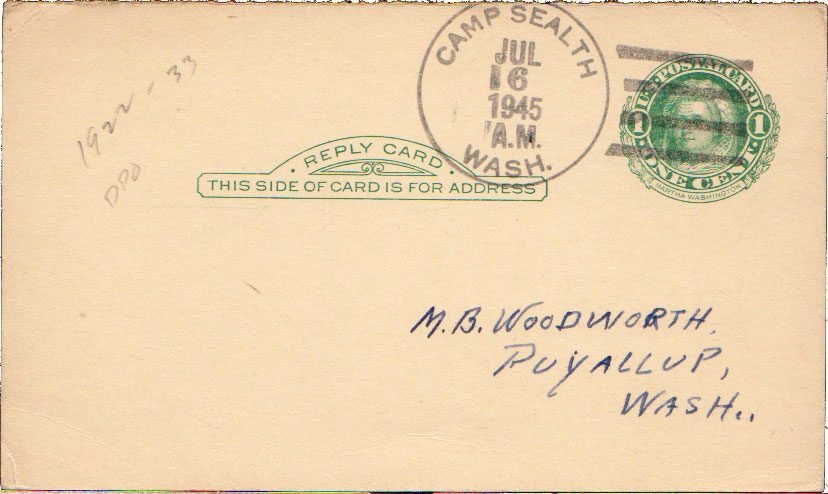 CAMP SEALTH
JUL
16
1945
A.M.
WASH.
U.S. POSTAL CARD
1 1
ONE CENT
MARTHA WASHINGTON
1922 - 33
DPO
· REPLY CARD ·
THIS SIDE OF CARD IS FOR ADDRESS
M.B. WOODWORTH.
PUYALLUP,
WASH..